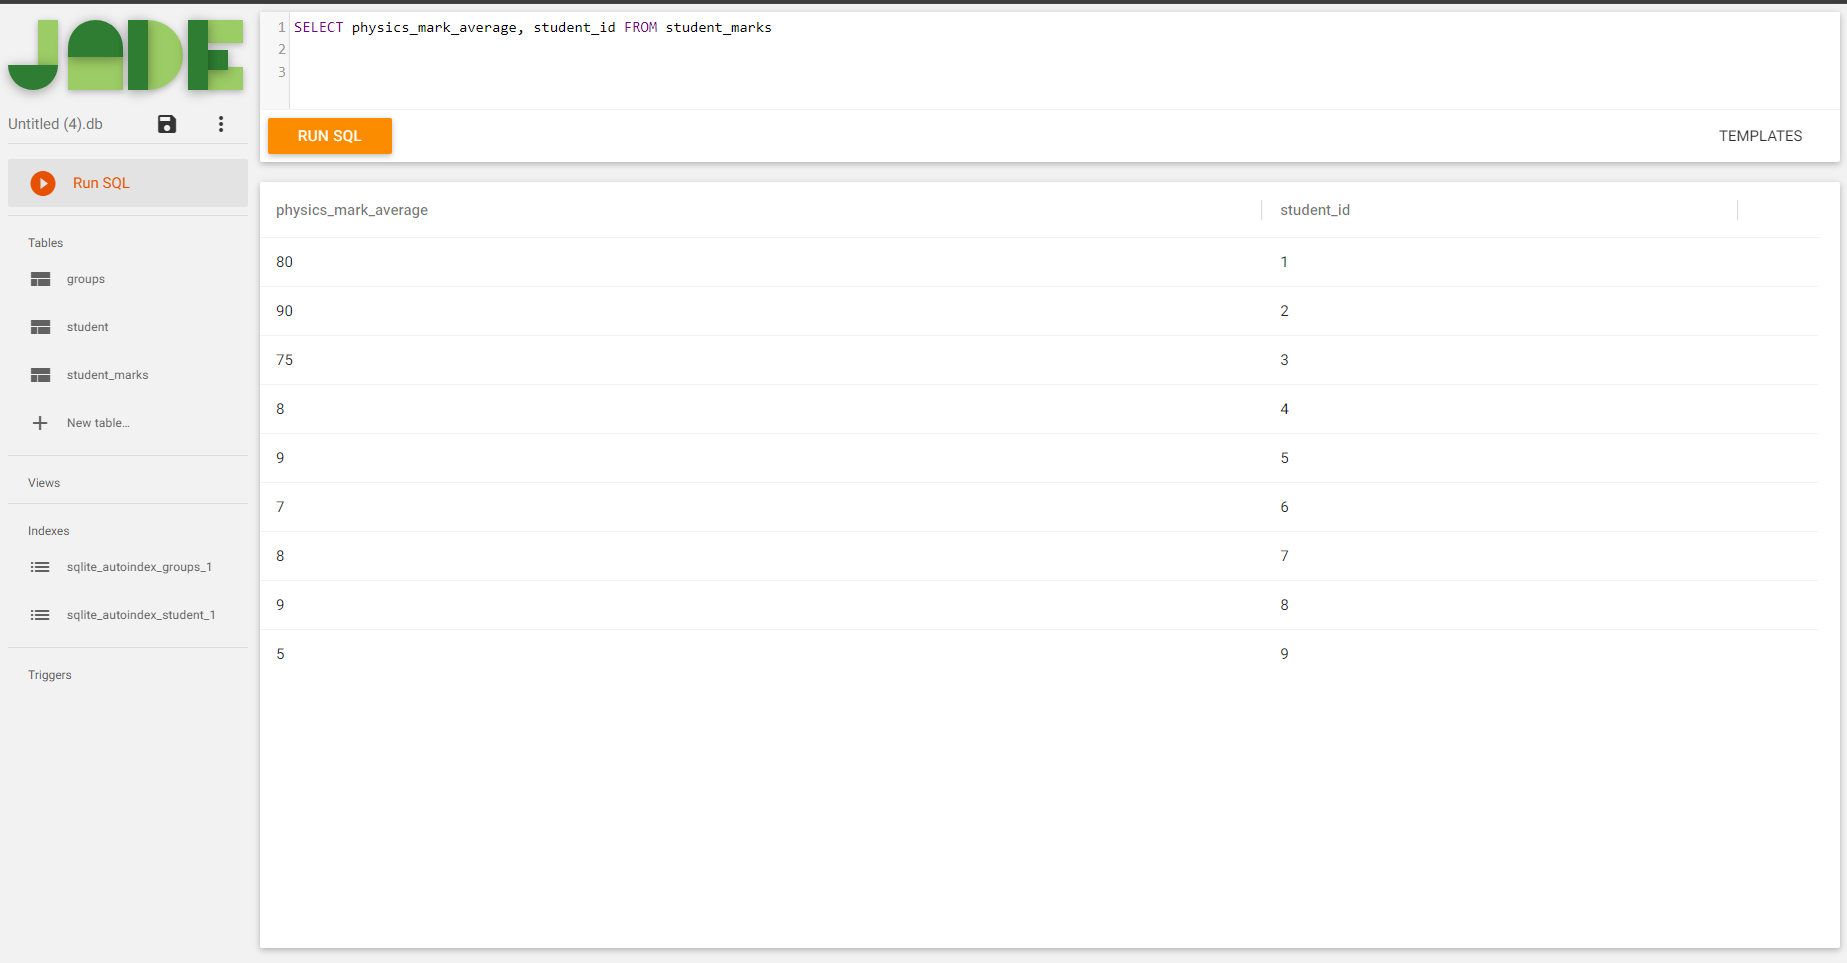 JADE
Untitled (4).db
Run SQL
Tables
groups
student
student_marks
New table...
Views
Indexes
sqlite_autoindex_groups_1
sqlite_autoindex_student_1
Triggers
1 SELECT physics_mark_average, student_id FROM student_marks
2
3
RUN SQL TEMPLATES
physics_mark_average student_id
80 1
90 2
75 3
8 4
9 5
7 6
8 7
9 8
5 9